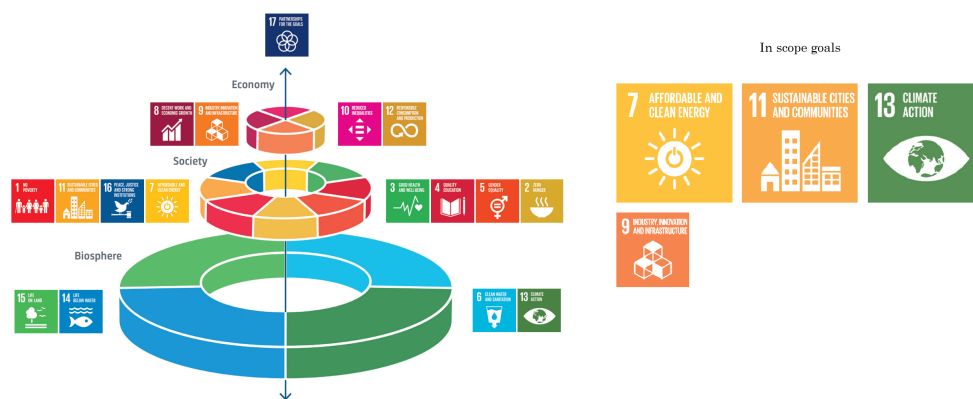 17 PARTNERSHIPS
FOR THE GOALS
Economy
8 DECENT WORK AND
ECONOMIC GROWTH
9 INDUSTRY, INNOVATION
AND INFRASTRUCTURE
10 REDUCED
INEQUALITIES
12 RESPONSIBLE
CONSUMPTION
AND PRODUCTION
Society
1 NO
POVERTY
11 SUSTAINABLE CITIES
AND COMMUNITIES
16 PEACE, JUSTICE
AND STRONG
INSTITUTIONS
7 AFFORDABLE AND
CLEAN ENERGY
3 GOOD HEALTH
AND WELL-BEING
4 QUALITY
EDUCATION
5 GENDER
EQUALITY
2 ZERO
HUNGER
Biosphere
15 LIFE
ON LAND
14 LIFE
BELOW WATER
6 CLEAN WATER
AND SANITATION
13 CLIMATE
ACTION
In scope goals
7 AFFORDABLE AND
CLEAN ENERGY
11 SUSTAINABLE CITIES
AND COMMUNITIES
13 CLIMATE
ACTION
9 INDUSTRY, INNOVATION
AND INFRASTRUCTURE